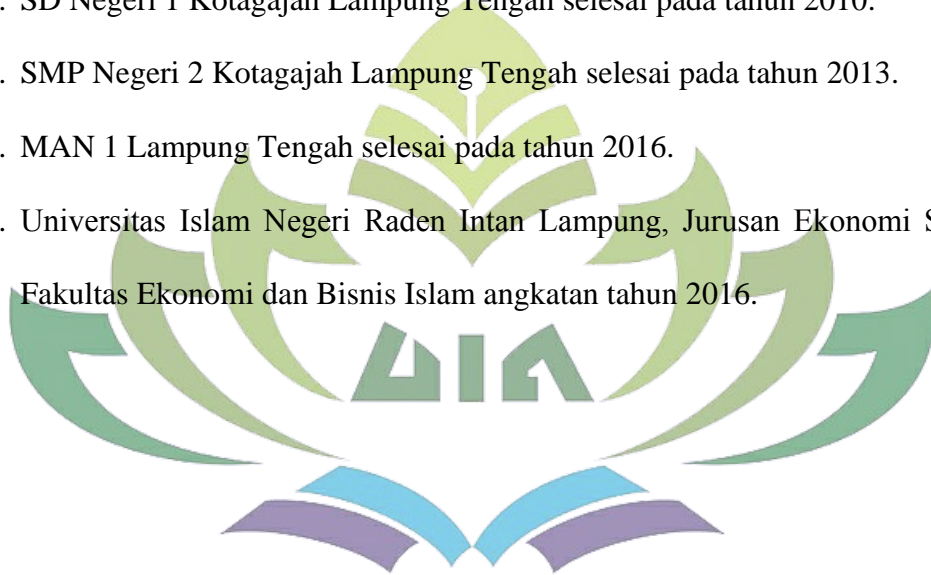 . SD Negeri 1 Kotagajah Lampung Tengah selesai pada tahun 2010.
. SMP Negeri 2 Kotagajah Lampung Tengah selesai pada tahun 2013.
. MAN 1 Lampung Tengah selesai pada tahun 2016.
. Universitas Islam Negeri Raden Intan Lampung, Jurusan Ekonomi S
Fakultas Ekonomi dan Bisnis Islam angkatan tahun 2016.
UIN